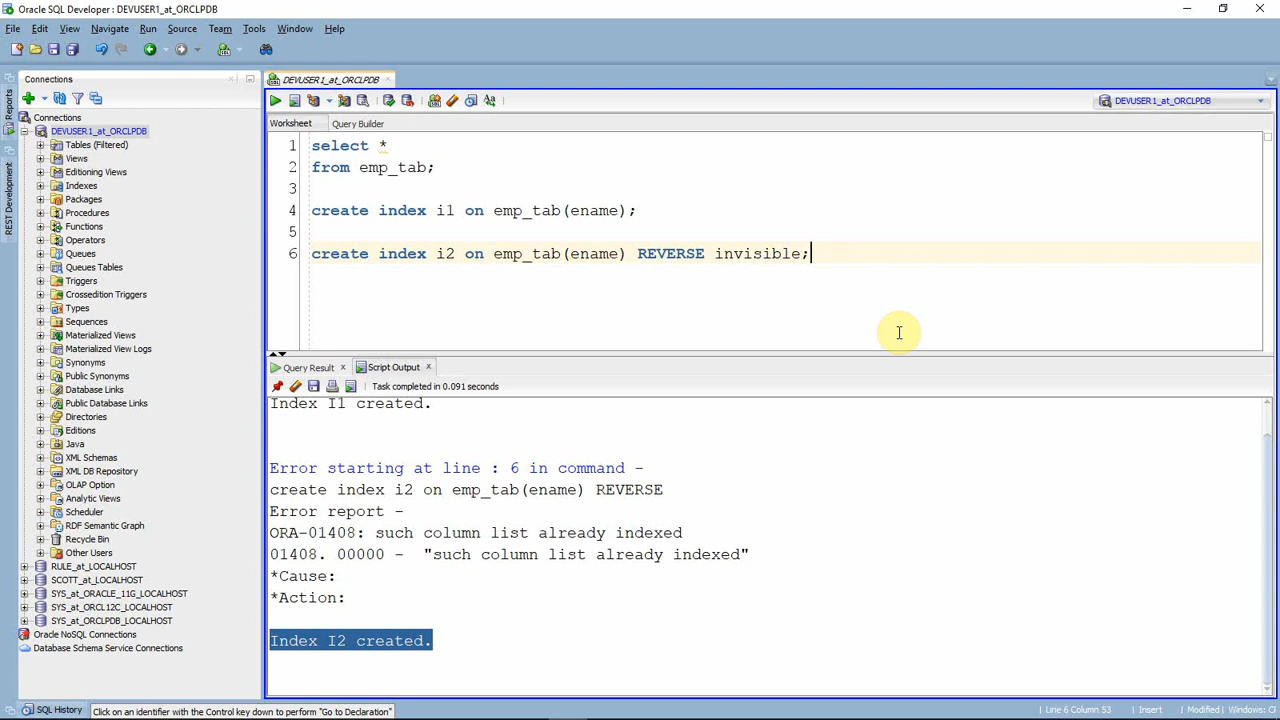 Oracle SQL Developer : DEVUSER1_at_ORCLPDB
File Edit View Navigate Run Source Team Tools Window Help
Reports
REST Development
Connections
Connections
DEVUSER1_at_ORCLPDB
Tables (Filtered)
Views
Editioning Views
Indexes
Packages
Procedures
Functions
Operators
Queues
Queues Tables
Triggers
Crossedition Triggers
Types
Sequences
Materialized Views
Materialized View Logs
Synonyms
Public Synonyms
Database Links
Public Database Links
Directories
Editions
Java
XML Schemas
XML DB Repository
OLAP Option
Analytic Views
Scheduler
RDF Semantic Graph
Recycle Bin
Other Users
RULE_at_LOCALHOST
SCOTT_at_LOCALHOST
SYS_at_ORACLE_11G_LOCALHOST
SYS_at_ORCL12C_LOCALHOST
SYS_at_ORCLPDB_LOCALHOST
Oracle NoSQL Connections
Database Schema Service Connections
DEVUSER1_at_ORCLPDB
DEVUSER1_at_ORCLPDB
Worksheet Query Builder
1 select *
2 from emp_tab;
3
4 create index i1 on emp_tab(ename);
5
6 create index i2 on emp_tab(ename) REVERSE invisible;
Query Result Script Output
Task completed in 0.091 seconds
Index I1 created.
Error starting at line : 6 in command -
create index i2 on emp_tab(ename) REVERSE
Error report -
ORA-01408: such column list already indexed
01408. 00000 - "such column list already indexed"
*Cause:
*Action:
Index I2 created.
SQL History Click on an identifier with the Control key down to perform "Go to Declaration" Line 6 Column 53 Insert Modified Windows: Cl